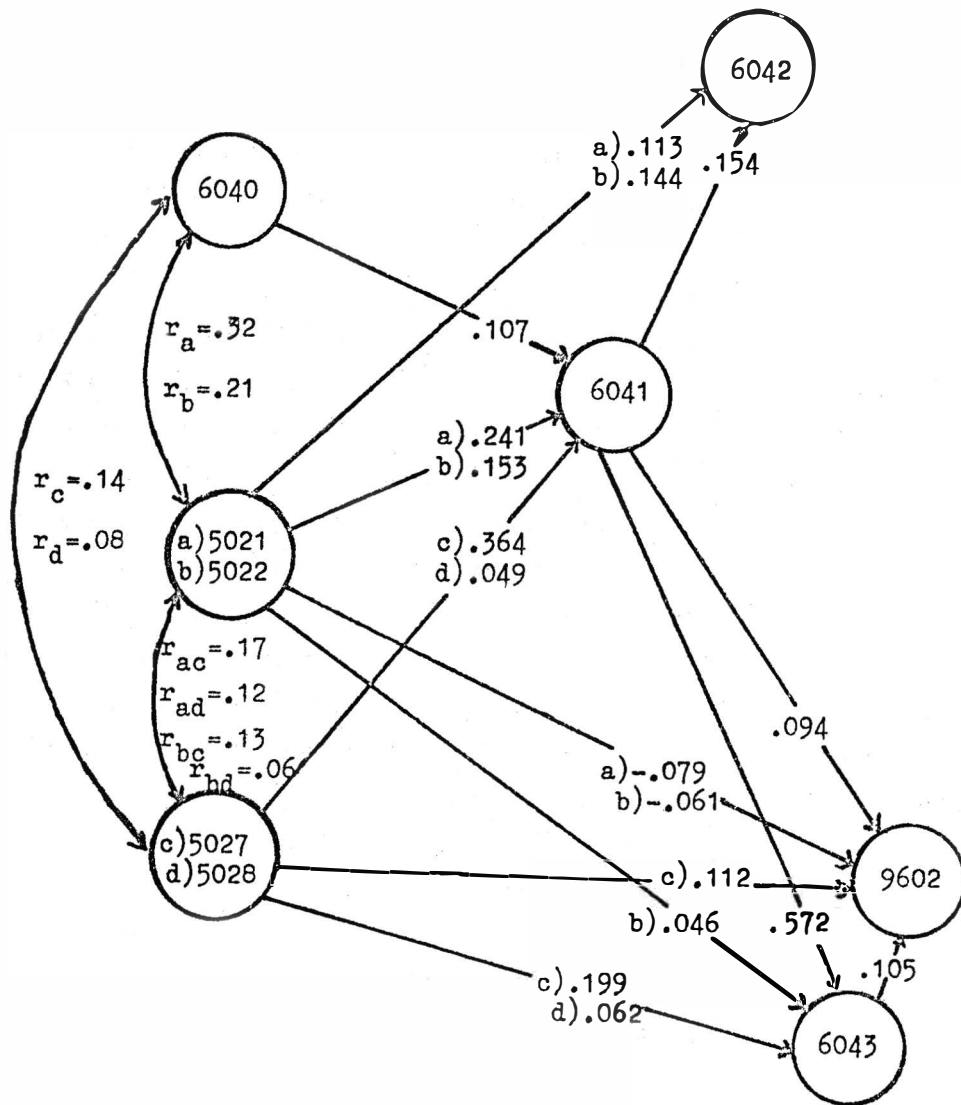 6042
a).113
b).144
.154
6040
r_a=.32
r_b=.21
.107
6041
a).241
b).153
r_c=.14
r_d=.08
a)5021
b)5022
c).364
d).049
r_ac=.17
r_ad=.12
r_bc=.13
r_bd=.06
.094
a)-.079
b)-.061
c)5027
d)5028
c).112
9602
b).046
.572
.105
c).199
d).062
6043